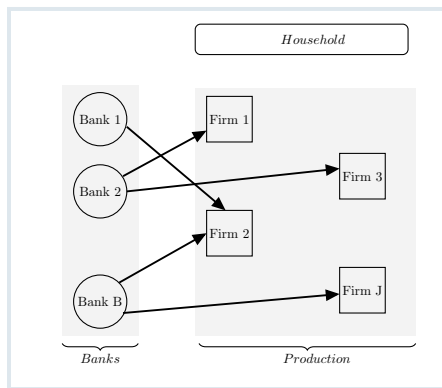 Household
Bank 1
Firm 1
Bank 2
Firm 3
Firm 2
Bank B
Firm J
Banks
Production